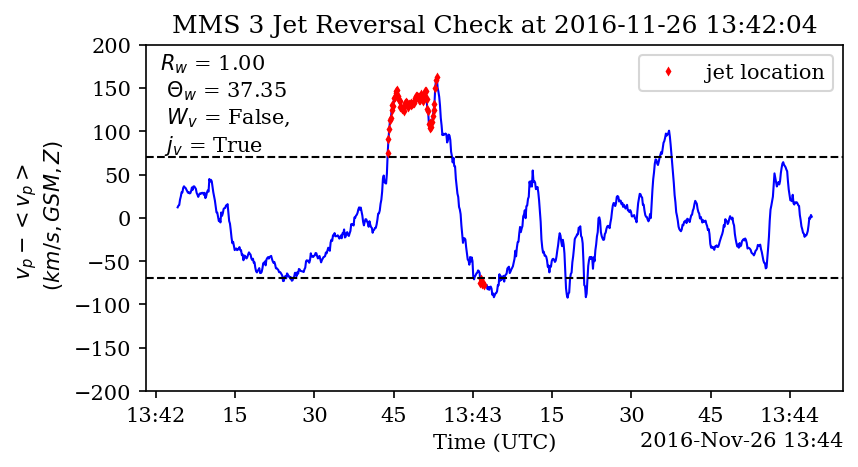 MMS 3 Jet Reversal Check at 2016-11-26 13:42:04
R_w = 1.00
Θ_w = 37.35
W_v = False,
j_v = True
jet location
v_p − < v_p >
(km/s, GSM, Z)
200
150
100
50
0
−50
−100
−150
−200
13:42 15 30 45 13:43 15 30 45 13:44
Time (UTC)
2016-Nov-26 13:44